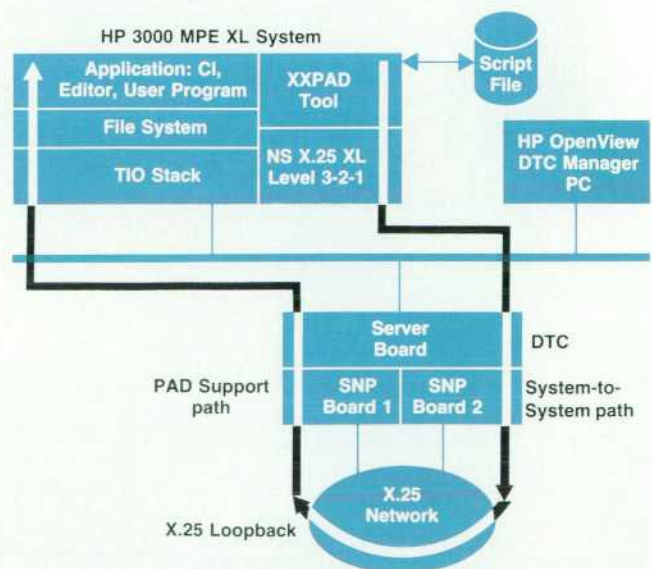 HP 3000 MPE XL System
Application: CI,
Editor, User Program
File System
TIO Stack
XXPAD
Tool
NS X.25 XL
Level 3-2-1
Script
File
HP OpenView
DTC Manager
PC
Server
Board
DTC
PAD Support
path
SNP
Board 1
SNP
Board 2
System-to-
System path
X.25
Network
X.25 Loopback